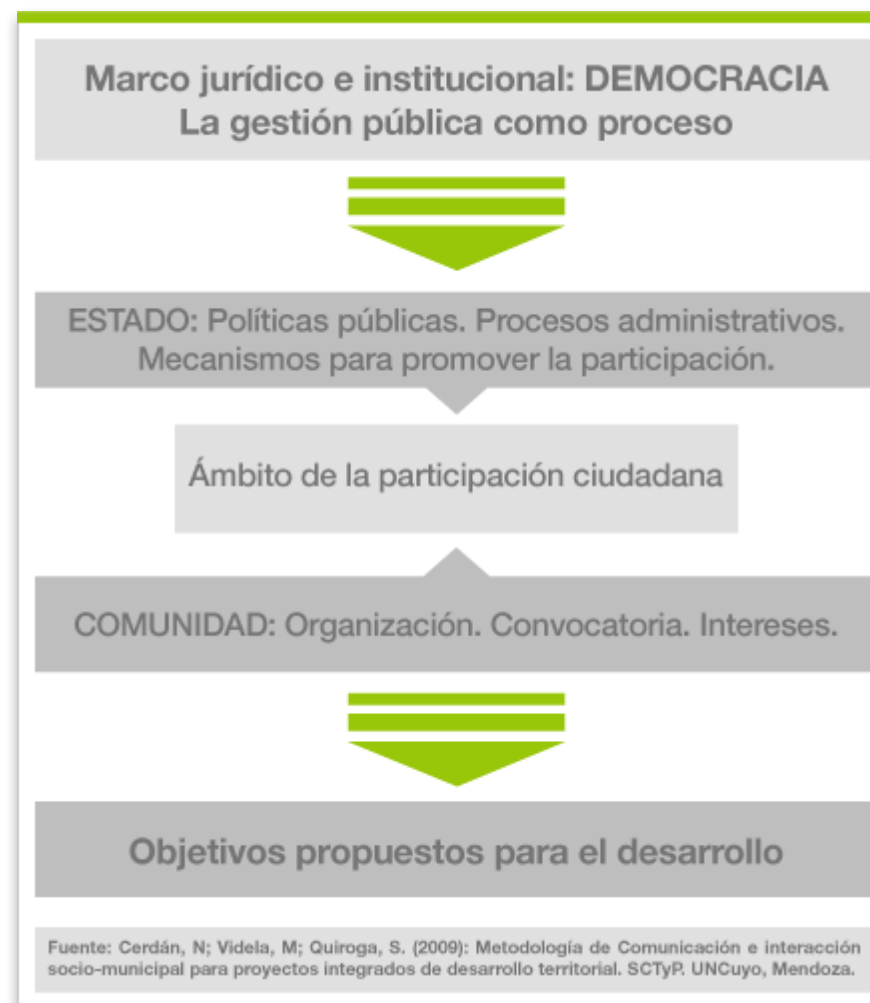 Marco jurídico e institucional: DEMOCRACIA
La gestión pública como proceso
ESTADO: Políticas públicas. Procesos administrativos.
Mecanismos para promover la participación.
Ámbito de la participación ciudadana
COMUNIDAD: Organización. Convocatoria. Intereses.
Objetivos propuestos para el desarrollo
Fuente: Cerdán, N; Videla, M; Quiroga, S. (2009): Metodología de Comunicación e interacción
socio-municipal para proyectos integrados de desarrollo territorial. SCTyP. UNCuyo, Mendoza.